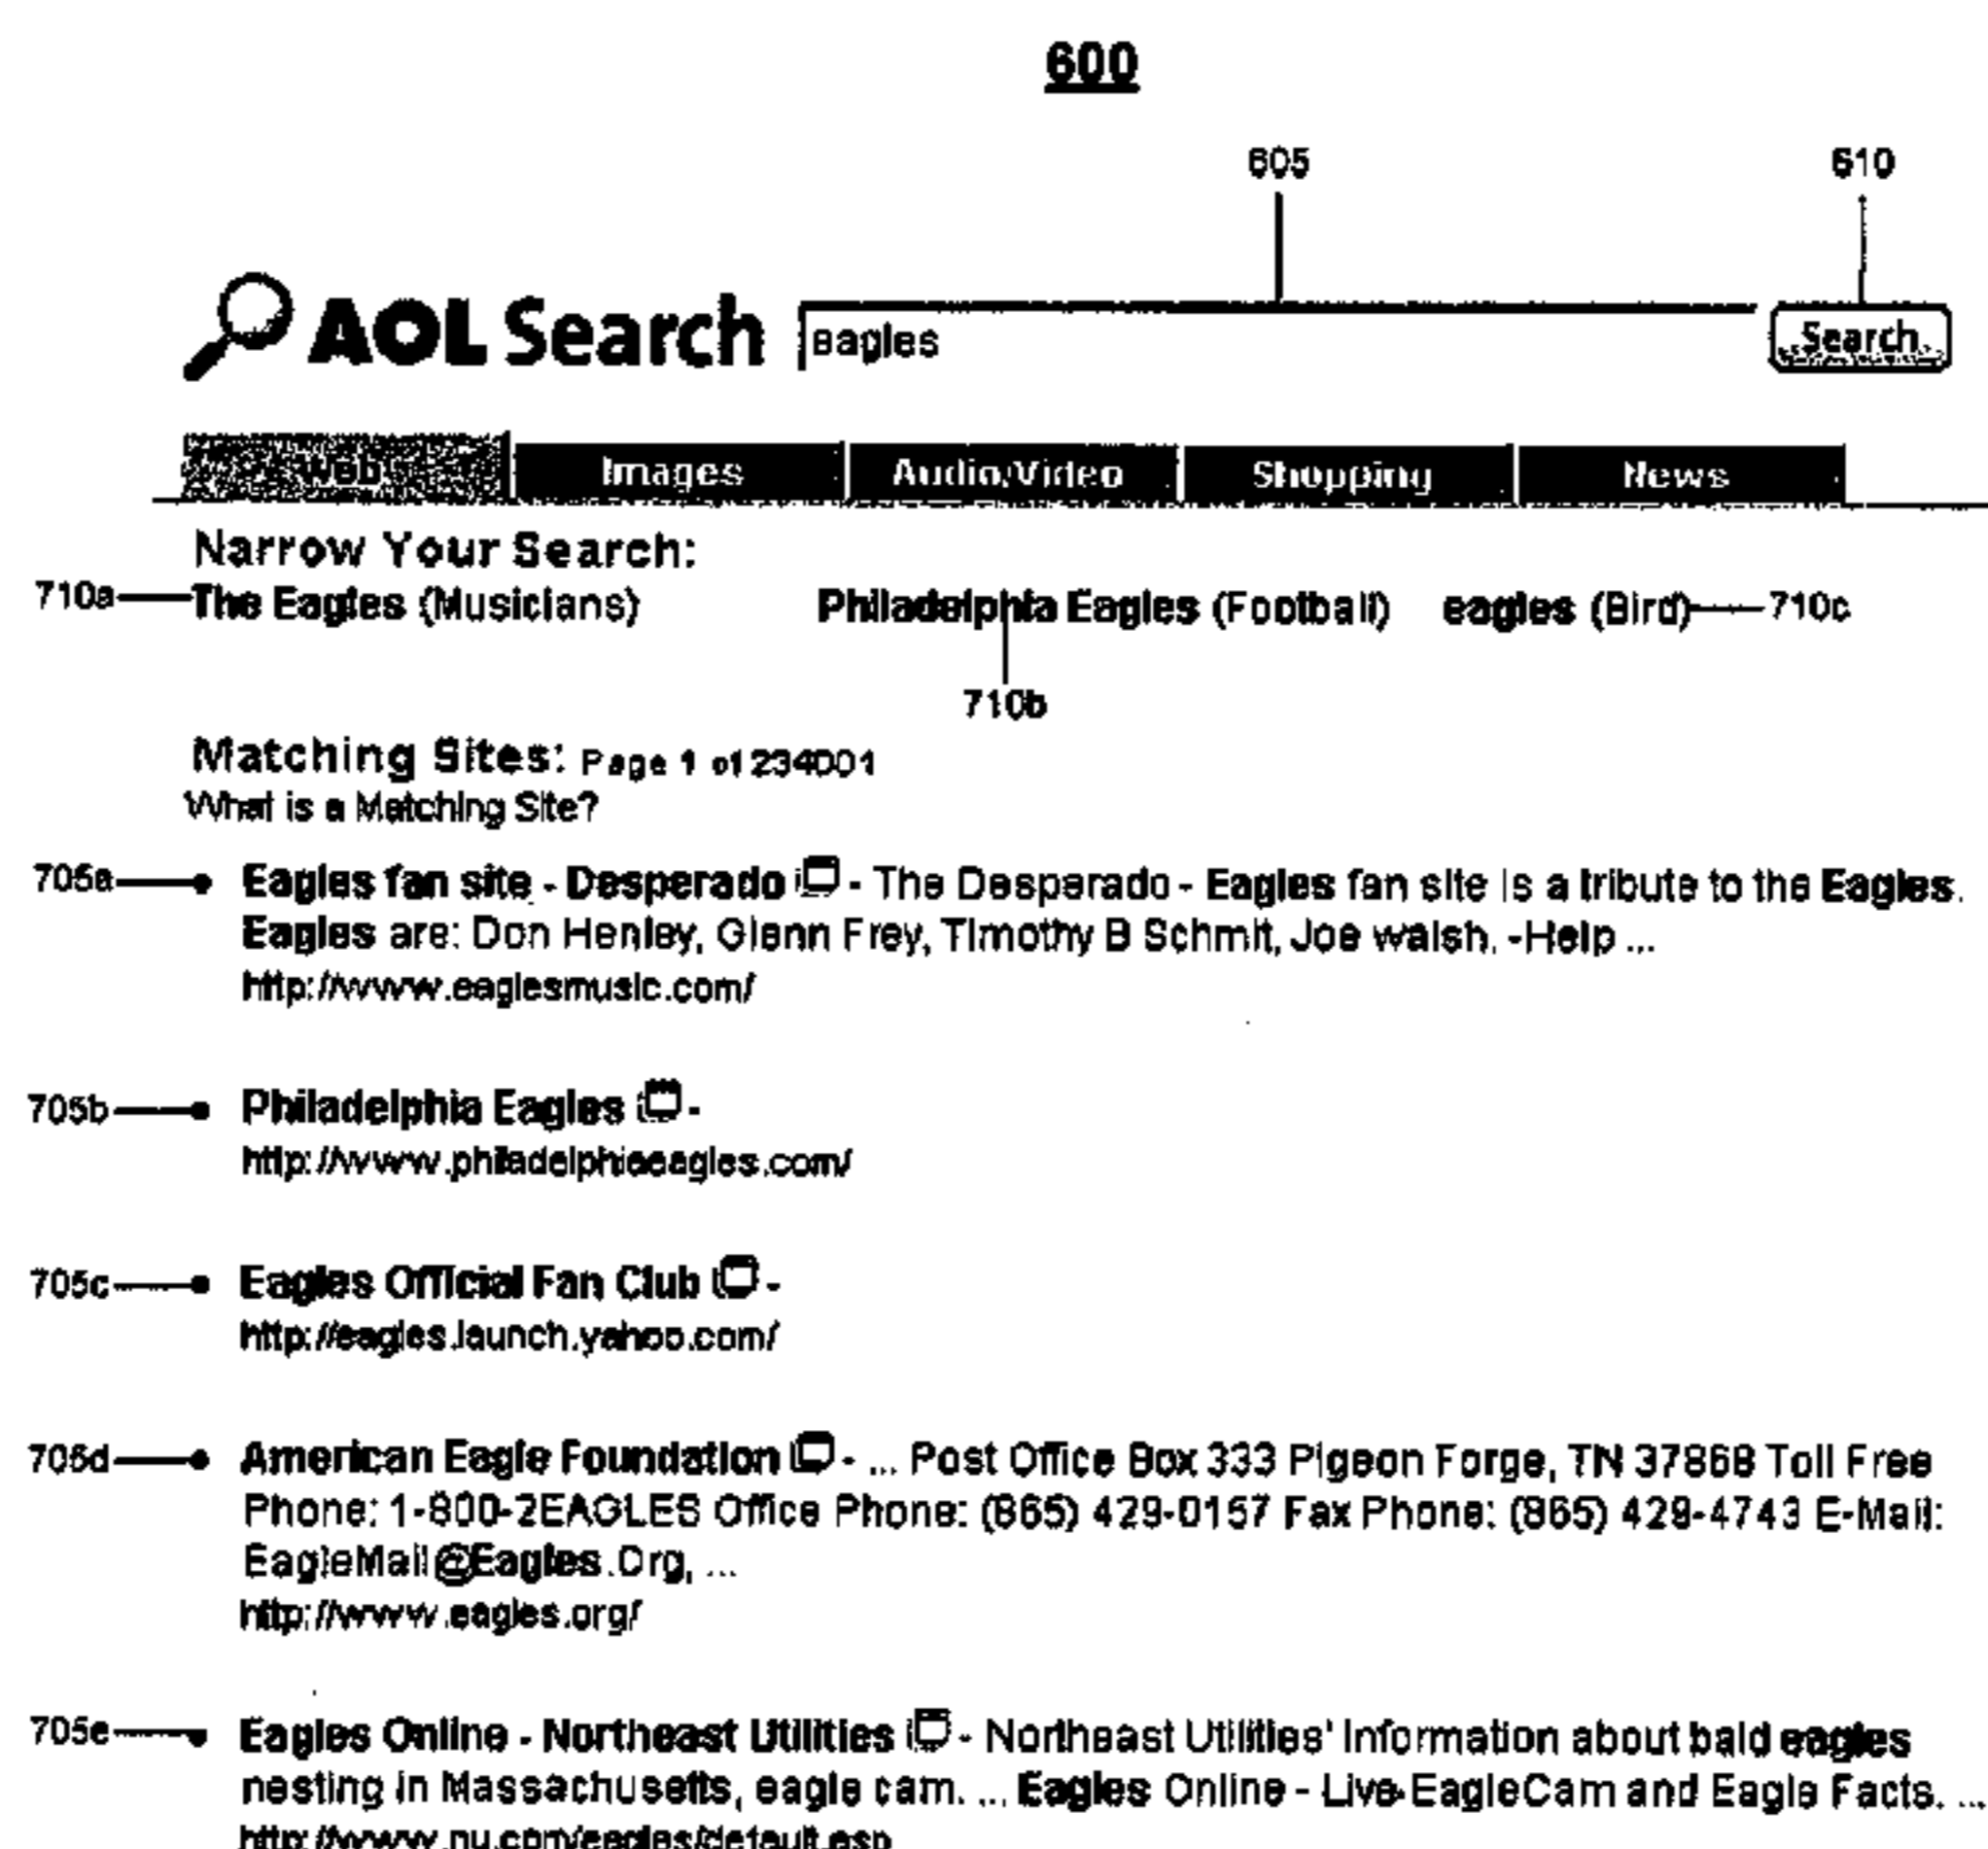 600
605 610
AOL Search eagles Search
Web Images Audio/Video Shopping News
Narrow Your Search:
710a The Eagles (Musicians) Philadelphia Eagles (Football) eagles (Bird) 710c
710b
Matching Sites: Page 1 of 234001
What is a Matching Site?
705a Eagles fan site - Desperado - The Desperado - Eagles fan site is a tribute to the Eagles.
Eagles are: Don Henley, Glenn Frey, Timothy B Schmit, Joe walsh. -Help ...
http://www.eaglesmusic.com/
705b Philadelphia Eagles -
http://www.philadelphiaeagles.com/
705c Eagles Official Fan Club -
http://eagles.launch.yahoo.com/
705d American Eagle Foundation - ... Post Office Box 333 Pigeon Forge, TN 37868 Toll Free
Phone: 1-800-2EAGLES Office Phone: (865) 429-0157 Fax Phone: (865) 429-4743 E-Mail:
EagleMail@Eagles.Org, ...
http://www.eagles.org/
705e Eagles Online - Northeast Utilities - Northeast Utilities' Information about bald eagles
nesting in Massachusetts, eagle cam. ... Eagles Online - Live EagleCam and Eagle Facts. ...
http://www.nu.com/eagles/default.asp